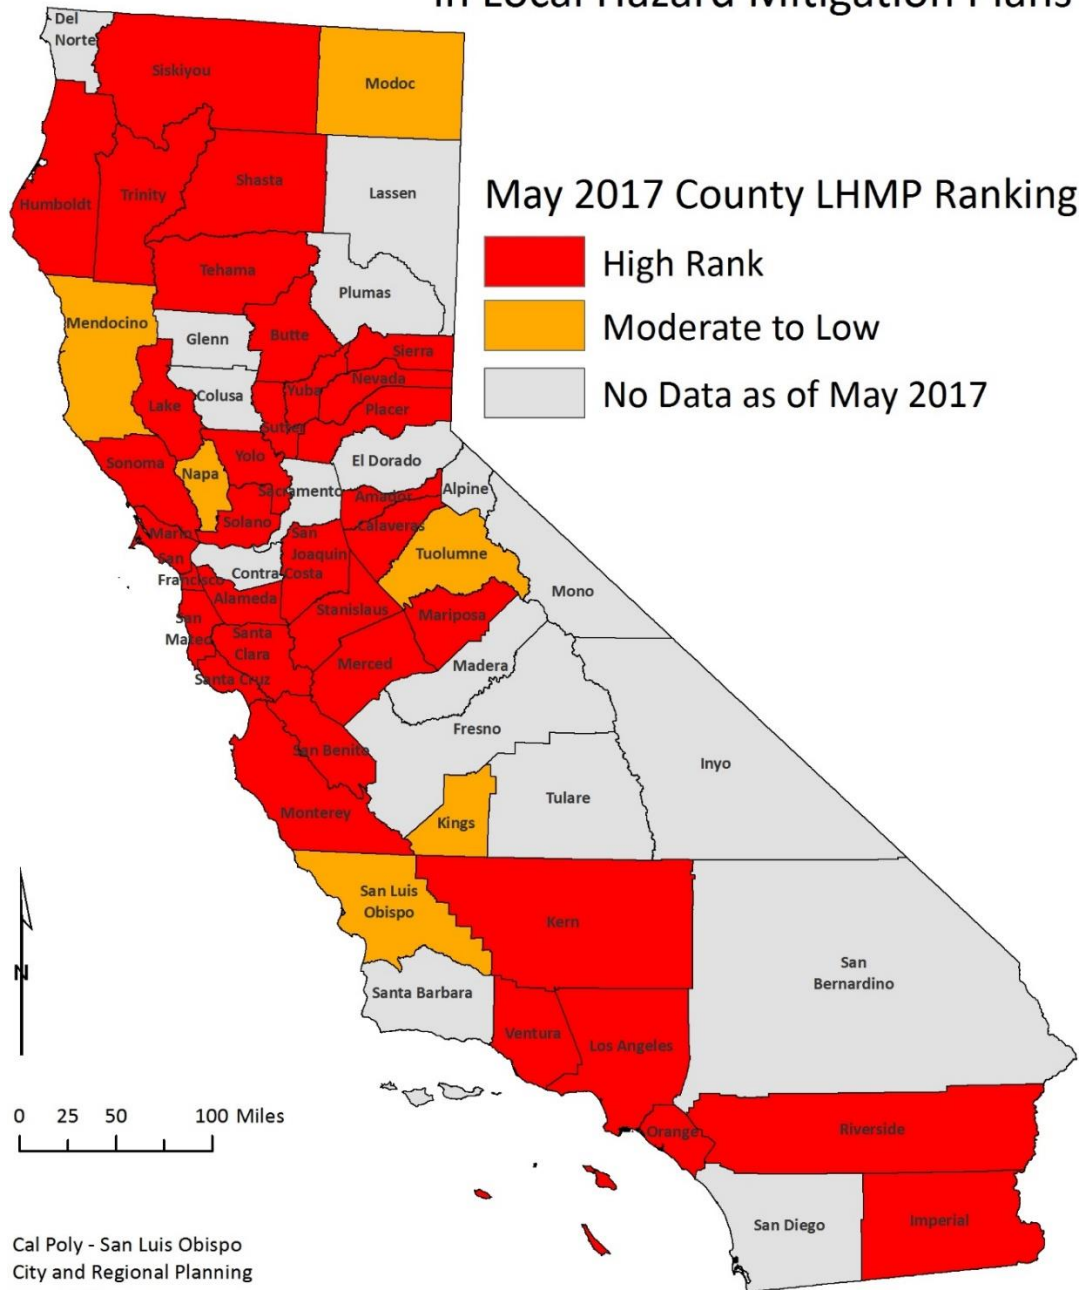 in Local Hazard Mitigation Plans
Del
Norte
Siskiyou
Modoc
Humboldt
Trinity
Shasta
Lassen
May 2017 County LHMP Ranking
High Rank
Moderate to Low
No Data as of May 2017
Tehama
Plumas
Mendocino
Glenn
Butte
Sierra
Nevada
Colusa
Yuba
Lake
Placer
Sutter
Sonoma
Yolo
Napa
El Dorado
Sacramento
Amador
Alpine
Solano
Calaveras
Marin
San
Joaquin
Tuolumne
San
Francisco
Contra Costa
Mono
Alameda
Stanislaus
Mariposa
San
Mateo
Santa
Clara
Merced
Madera
Santa Cruz
Fresno
San Benito
Inyo
Tulare
Monterey
Kings
San Luis
Obispo
Kern
N
San
Bernardino
Santa Barbara
Ventura
Los Angeles
0 25 50 100 Miles
Orange
Riverside
San Diego
Imperial
Cal Poly - San Luis Obispo
City and Regional Planning